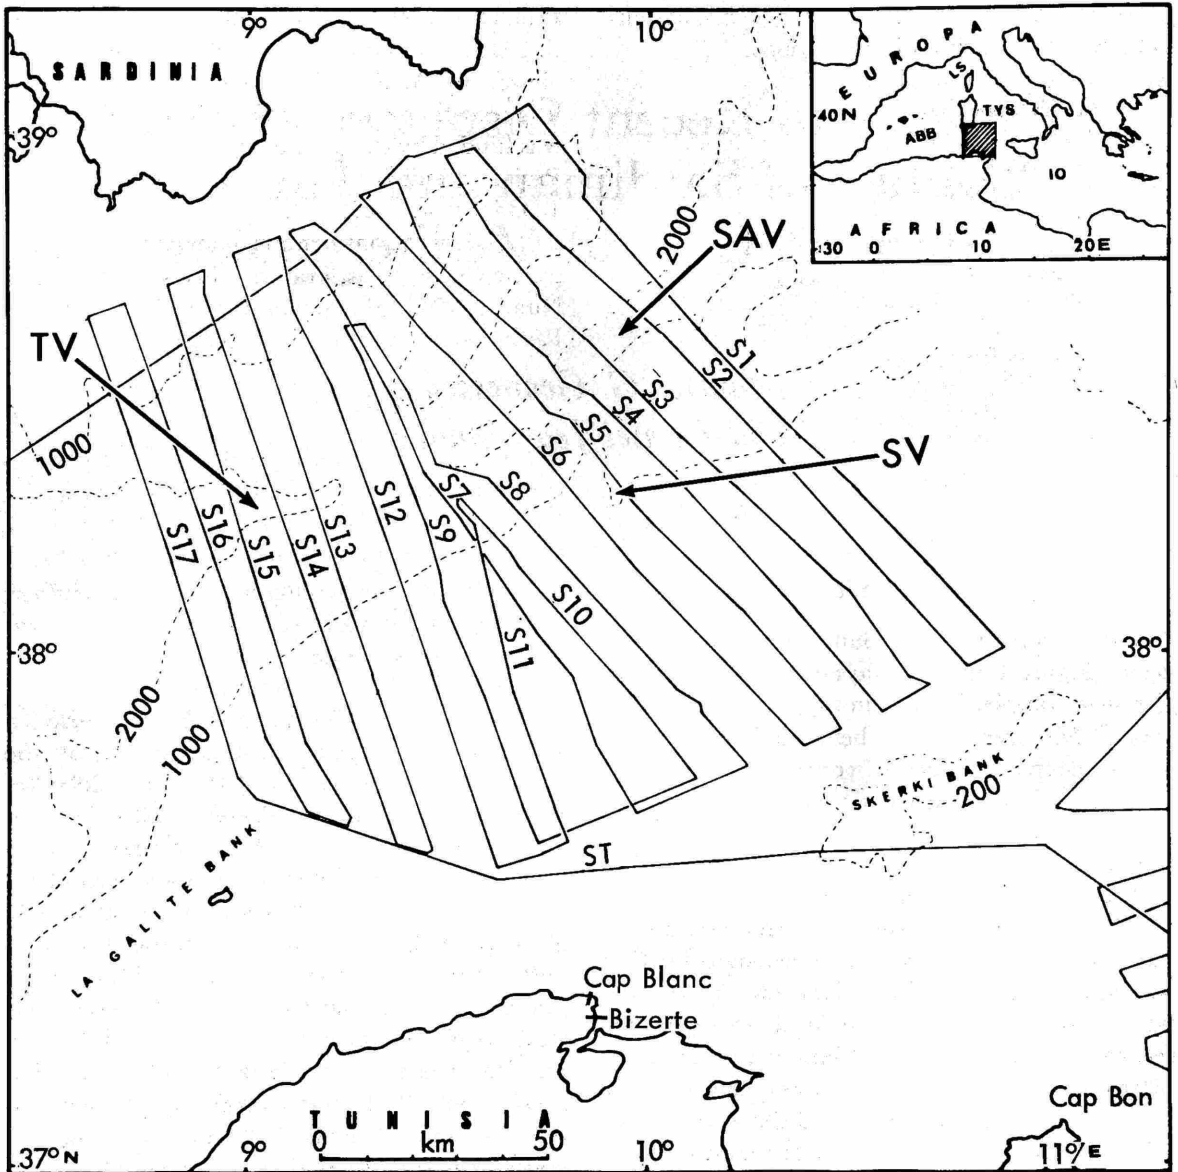 9°
10°
SARDINIA
39°
EUROPA
LS
40N
TYS
ABB
IO
AFRICA
30
0
10
20E
2000
SAV
TV
S1
S2
S3
S4
S5
S6
SV
1000
S7
S8
S9
S12
S13
S14
S15
S16
S17
S10
S11
38°
38°
2000
1000
SKERKI BANK
200
ST
LA GALITE BANK
Cap Blanc
Bizerte
TUNISIA
Cap Bon
0
km
50
37°N
9°
10°
11°E